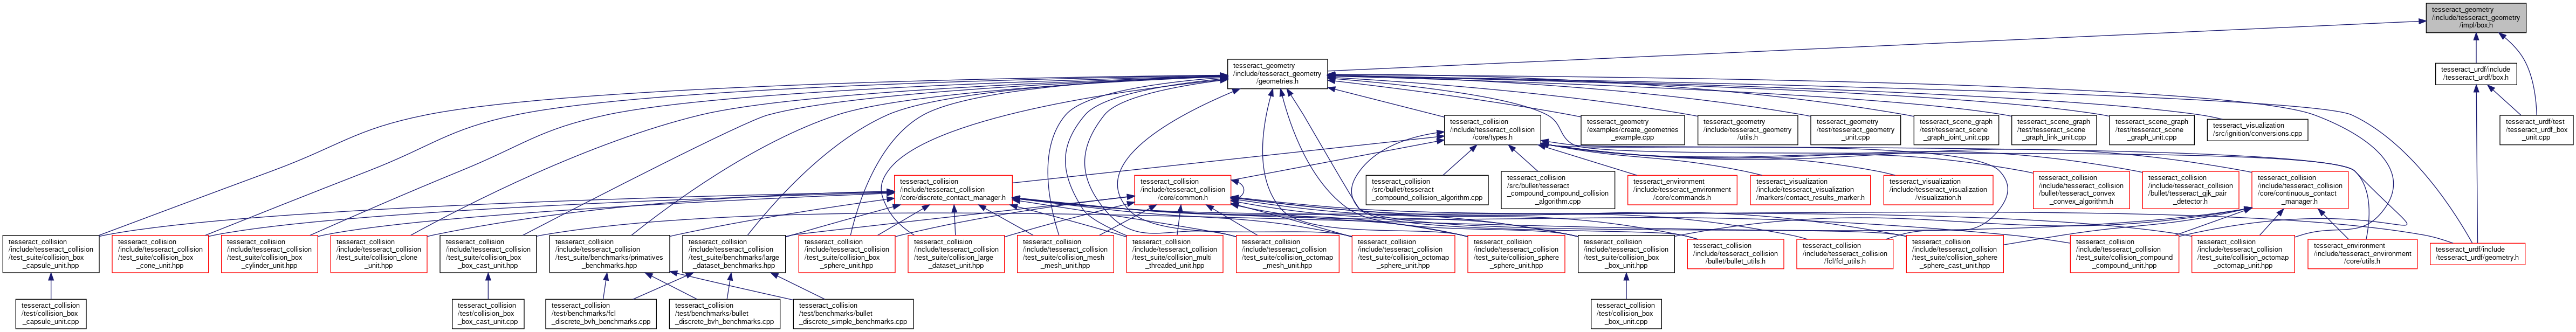 tesseract_geometry
/include/tesseract_geometry
/impl/box.h
tesseract_geometry
/include/tesseract_geometry
/geometries.h
tesseract_urdf/include
/tesseract_urdf/box.h
tesseract_collision
/include/tesseract_collision
/core/types.h
tesseract_geometry
/examples/create_geometries
_example.cpp
tesseract_geometry
/include/tesseract_geometry
/utils.h
tesseract_geometry
/test/tesseract_geometry
_unit.cpp
tesseract_scene_graph
/test/tesseract_scene
_graph_joint_unit.cpp
tesseract_scene_graph
/test/tesseract_scene
_graph_link_unit.cpp
tesseract_scene_graph
/test/tesseract_scene
_graph_unit.cpp
tesseract_visualization
/src/ignition/conversions.cpp
tesseract_urdf/test
/tesseract_urdf_box
_unit.cpp
tesseract_collision
/include/tesseract_collision
/core/discrete_contact_manager.h
tesseract_collision
/include/tesseract_collision
/core/common.h
tesseract_collision
/src/bullet/tesseract
_compound_collision_algorithm.cpp
tesseract_collision
/src/bullet/tesseract
_compound_compound_collision
_algorithm.cpp
tesseract_environment
/include/tesseract_environment
/core/commands.h
tesseract_visualization
/include/tesseract_visualization
/markers/contact_results_marker.h
tesseract_visualization
/include/tesseract_visualization
/visualization.h
tesseract_collision
/include/tesseract_collision
/bullet/tesseract_convex
_convex_algorithm.h
tesseract_collision
/include/tesseract_collision
/bullet/tesseract_gjk_pair
_detector.h
tesseract_collision
/include/tesseract_collision
/core/continuous_contact
_manager.h
tesseract_collision
/include/tesseract_collision
/test_suite/collision_box
_capsule_unit.hpp
tesseract_collision
/include/tesseract_collision
/test_suite/collision_box
_cone_unit.hpp
tesseract_collision
/include/tesseract_collision
/test_suite/collision_box
_cylinder_unit.hpp
tesseract_collision
/include/tesseract_collision
/test_suite/collision_clone
_unit.hpp
tesseract_collision
/include/tesseract_collision
/test_suite/collision_box
_box_cast_unit.hpp
tesseract_collision
/include/tesseract_collision
/test_suite/benchmarks/primatives
_benchmarks.hpp
tesseract_collision
/include/tesseract_collision
/test_suite/benchmarks/large
_dataset_benchmarks.hpp
tesseract_collision
/include/tesseract_collision
/test_suite/collision_box
_sphere_unit.hpp
tesseract_collision
/include/tesseract_collision
/test_suite/collision_large
_dataset_unit.hpp
tesseract_collision
/include/tesseract_collision
/test_suite/collision_mesh
_mesh_unit.hpp
tesseract_collision
/include/tesseract_collision
/test_suite/collision_multi
_threaded_unit.hpp
tesseract_collision
/include/tesseract_collision
/test_suite/collision_octomap
_mesh_unit.hpp
tesseract_collision
/include/tesseract_collision
/test_suite/collision_octomap
_sphere_unit.hpp
tesseract_collision
/include/tesseract_collision
/test_suite/collision_sphere
_sphere_unit.hpp
tesseract_collision
/include/tesseract_collision
/test_suite/collision_box
_box_unit.hpp
tesseract_collision
/include/tesseract_collision
/bullet/bullet_utils.h
tesseract_collision
/include/tesseract_collision
/fcl/fcl_utils.h
tesseract_collision
/include/tesseract_collision
/test_suite/collision_sphere
_sphere_cast_unit.hpp
tesseract_collision
/include/tesseract_collision
/test_suite/collision_compound
_compound_unit.hpp
tesseract_collision
/include/tesseract_collision
/test_suite/collision_octomap
_octomap_unit.hpp
tesseract_environment
/include/tesseract_environment
/core/utils.h
tesseract_urdf/include
/tesseract_urdf/geometry.h
tesseract_collision
/test/collision_box
_capsule_unit.cpp
tesseract_collision
/test/collision_box
_box_cast_unit.cpp
tesseract_collision
/test/benchmarks/fcl
_discrete_bvh_benchmarks.cpp
tesseract_collision
/test/benchmarks/bullet
_discrete_bvh_benchmarks.cpp
tesseract_collision
/test/benchmarks/bullet
_discrete_simple_benchmarks.cpp
tesseract_collision
/test/collision_box
_box_unit.cpp